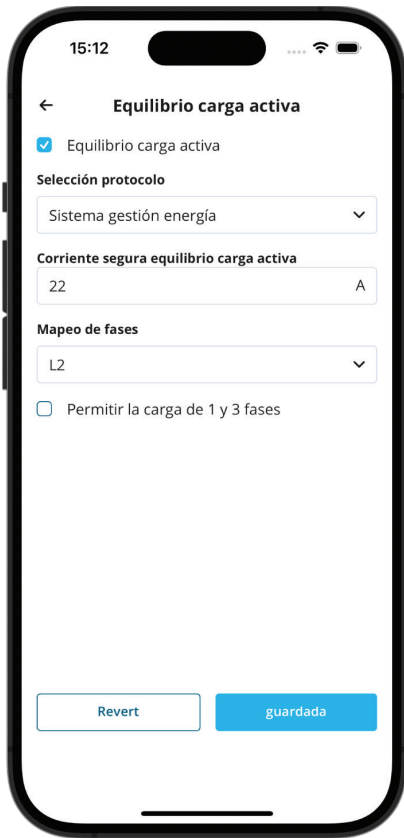 15:12
Equilibrio carga activa
Equilibrio carga activa
Selección protocolo
Sistema gestión energía
Corriente segura equilibrio carga activa
22 A
Mapeo de fases
L2
Permitir la carga de 1 y 3 fases
Revert guardada